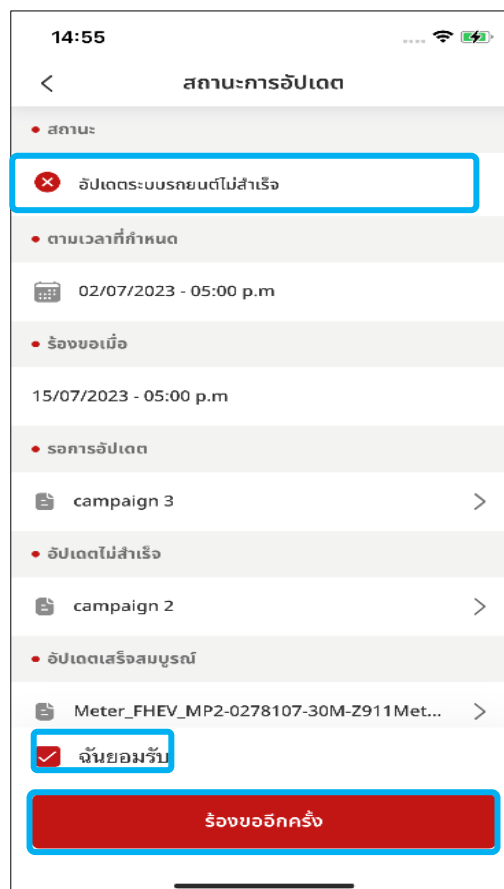 14:55
สถานะการอัปเดต
สถานะ
อัปเดตระบบรถยนต์ไม่สำเร็จ
ตามเวลาที่กำหนด
02/07/2023 - 05:00 p.m
ร้องขอเมื่อ
15/07/2023 - 05:00 p.m
รอการอัปเดต
campaign 3
อัปเดตไม่สำเร็จ
campaign 2
อัปเดตเสร็จสมบูรณ์
Meter_FHEV_MP2-0278107-30M-Z911Met...
ฉันยอมรับ
ร้องขออีกครั้ง